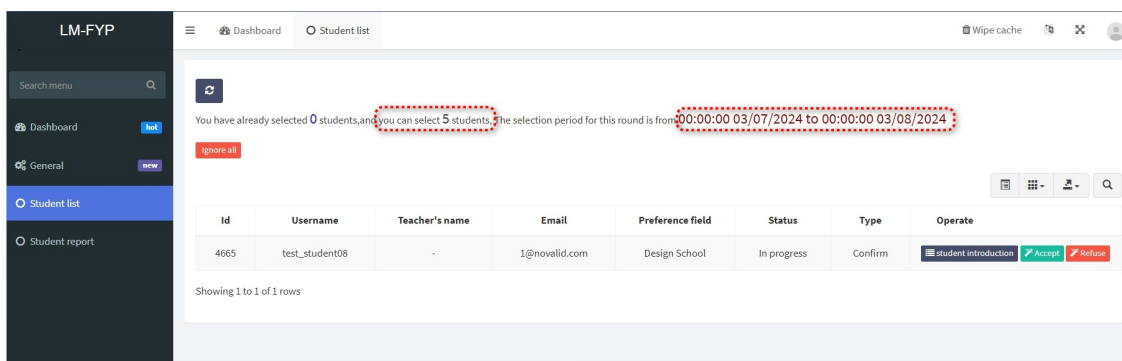 LM-FYP
Dashboard
Student list
Wipe cache
Search menu
Dashboard
hot
General
new
Student list
Student report
You have already selected 0 students,and you can select 5 students, The selection period for this round is from 00:00:00 03/07/2024 to 00:00:00 03/08/2024
Ignore all
Id Username Teacher's name Email Preference field Status Type Operate
4665 test_student08 - 1@novalid.com Design School In progress Confirm student introduction Accept Refuse
Showing 1 to 1 of 1 rows